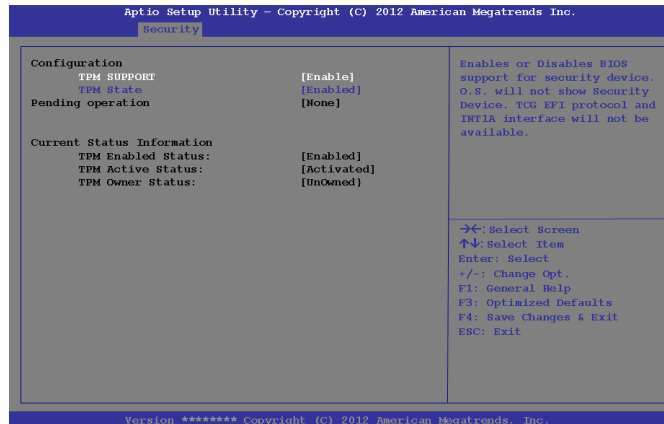 Aptio Setup Utility – Copyright (C) 2012 American Megatrends Inc.
Security
Configuration
TPM SUPPORT [Enable]
TPM State [Enabled]
Pending operation [None]
Current Status Information
TPM Enabled Status: [Enabled]
TPM Active Status: [Activated]
TPM Owner Status: [UnOwned)
Enables or Disables BIOS
support for security device.
O.S. will not show Security
Device. TCG EFI protocol and
INT1A interface will not be
available.
→←:Select Screen
↑↓:Select Item
Enter: Select
+/-: Change Opt.
F1: General Help
F3: Optimized Defaults
F4: Save Changes & Exit
ESC: Exit
Version ******** Copyright (C) 2012 American Megatrends, Inc.